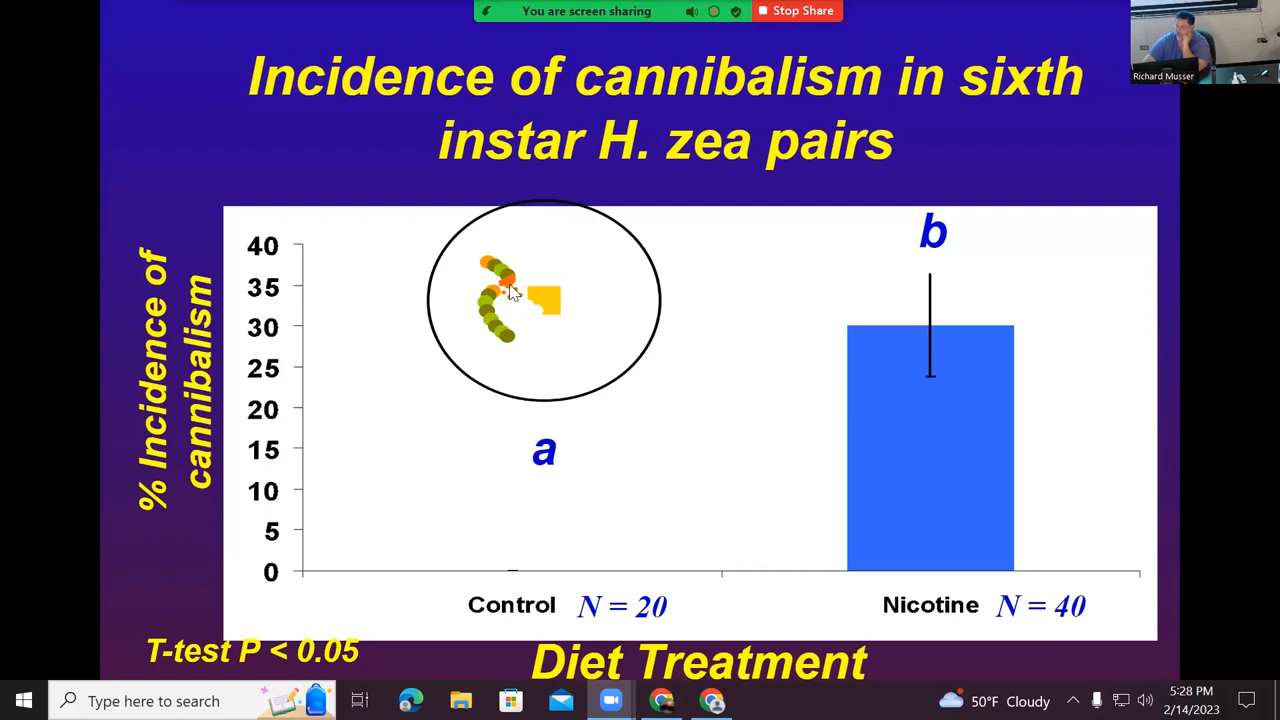 You are screen sharing
Stop Share
Richard Musser
Incidence of cannibalism in sixth
instar H. zea pairs
% Incidence of
cannibalism
40
35
30
25
20
15
10
5
0
a
b
Control N = 20
Nicotine N = 40
T-test P < 0.05
Diet Treatment
Type here to search
50°F Cloudy
5:28 PM
2/14/2023